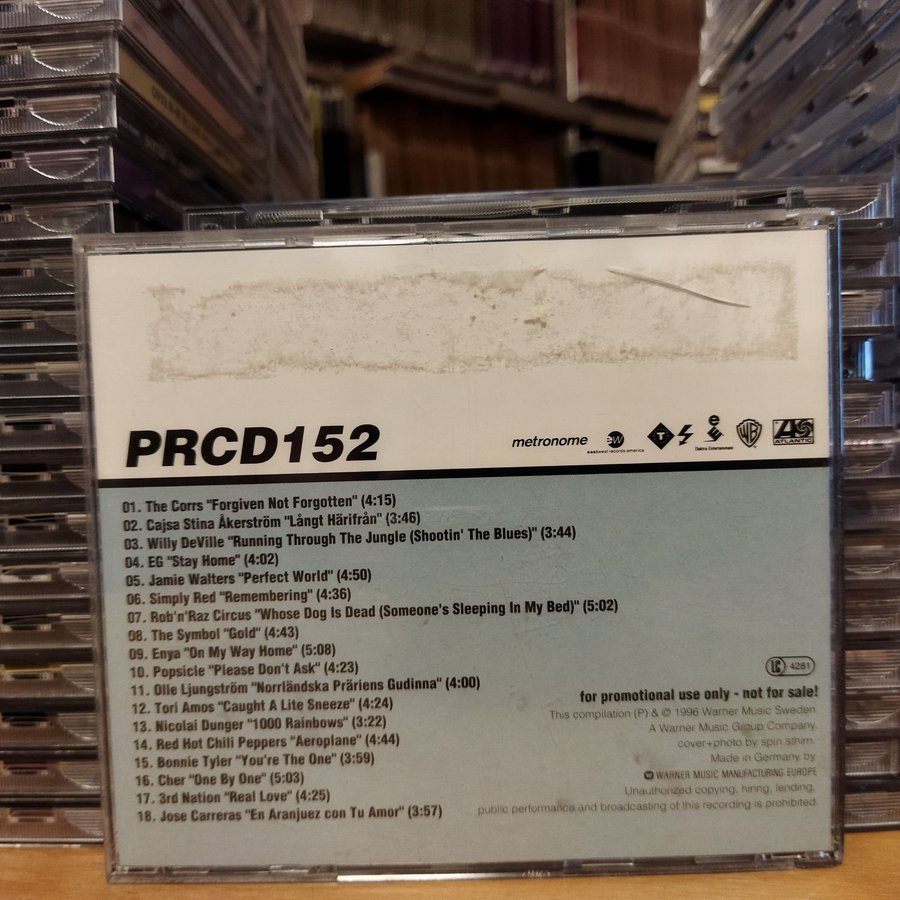 PRCD152
metronome
ew
eastwest records america
T
Elektra Entertainment
WB
ATLANTIC
01. The Corrs "Forgiven Not Forgotten" (4:15)
02. Cajsa Stina Åkerström "Långt Härifrån" (3:46)
03. Willy DeVille "Running Through The Jungle (Shootin' The Blues)" (3:44)
04. EG "Stay Home" (4:02)
05. Jamie Walters "Perfect World" (4:50)
06. Simply Red "Remembering" (4:36)
07. Rob'n'Raz Circus "Whose Dog Is Dead (Someone's Sleeping In My Bed)" (5:02)
08. The Symbol "Gold" (4:43)
09. Enya "On My Way Home" (5:08)
10. Popsicle "Please Don't Ask" (4:23)
11. Olle Ljungström "Norrländska Präriens Gudinna" (4:00)
12. Tori Amos "Caught A Lite Sneeze" (4:24)
13. Nicolai Dunger "1000 Rainbows" (3:22)
14. Red Hot Chili Peppers "Aeroplane" (4:44)
15. Bonnie Tyler "You're The One" (3:59)
16. Cher "One By One" (5:03)
17. 3rd Nation "Real Love" (4:25)
18. Jose Carreras "En Aranjuez con Tu Amor" (3:57)
LC 4281
for promotional use only - not for sale!
This compilation (P) & © 1996 Warner Music Sweden.
A Warner Music Group Company.
cover+photo by spin sthlm.
Made in Germany by
WARNER MUSIC MANUFACTURING EUROPE
Unauthorized copying, hiring, lending,
public performance and broadcasting of this recording is prohibited.